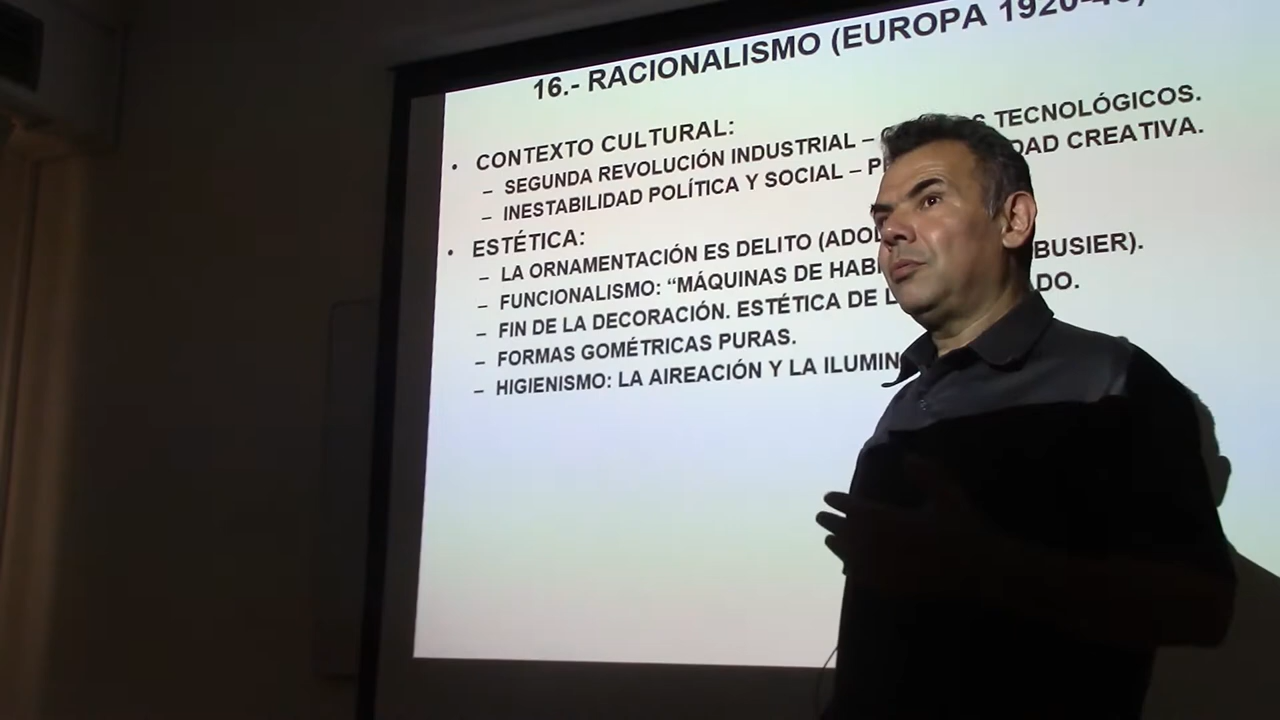 16.- RACIONALISMO (EUROPA 1920-40)
• CONTEXTO CULTURAL:
– SEGUNDA REVOLUCIÓN INDUSTRIAL – TECNOLÓGICOS.
– INESTABILIDAD POLÍTICA Y SOCIAL – CREATIVA.
• ESTÉTICA:
– LA ORNAMENTACIÓN ES DELITO
– FUNCIONALISMO: “MÁQUINAS DE BUSIER).
– FIN DE LA DECORACIÓN. ESTÉTICA DE
– FORMAS GOMÉTRICAS PURAS.
– HIGIENISMO: LA AIREACIÓN Y LA